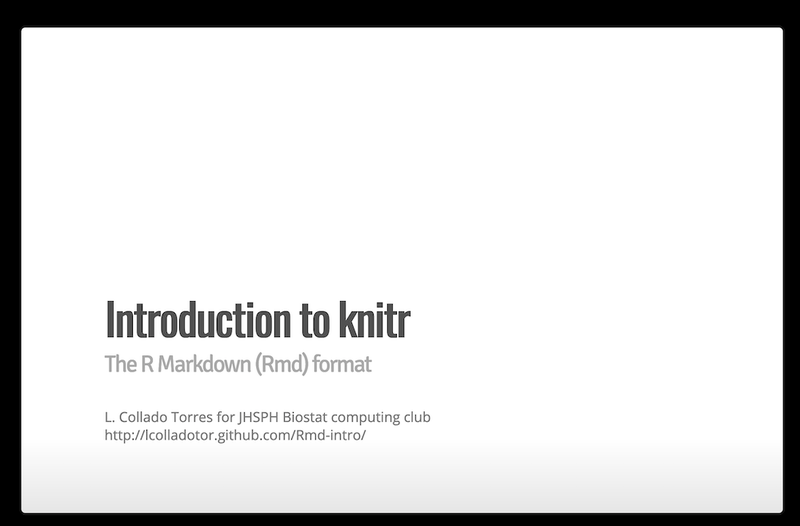 Introduction to knitr
The R Markdown (Rmd) format
L. Collado Torres for JHSPH Biostat computing club
http://lcolladotor.github.com/Rmd-intro/